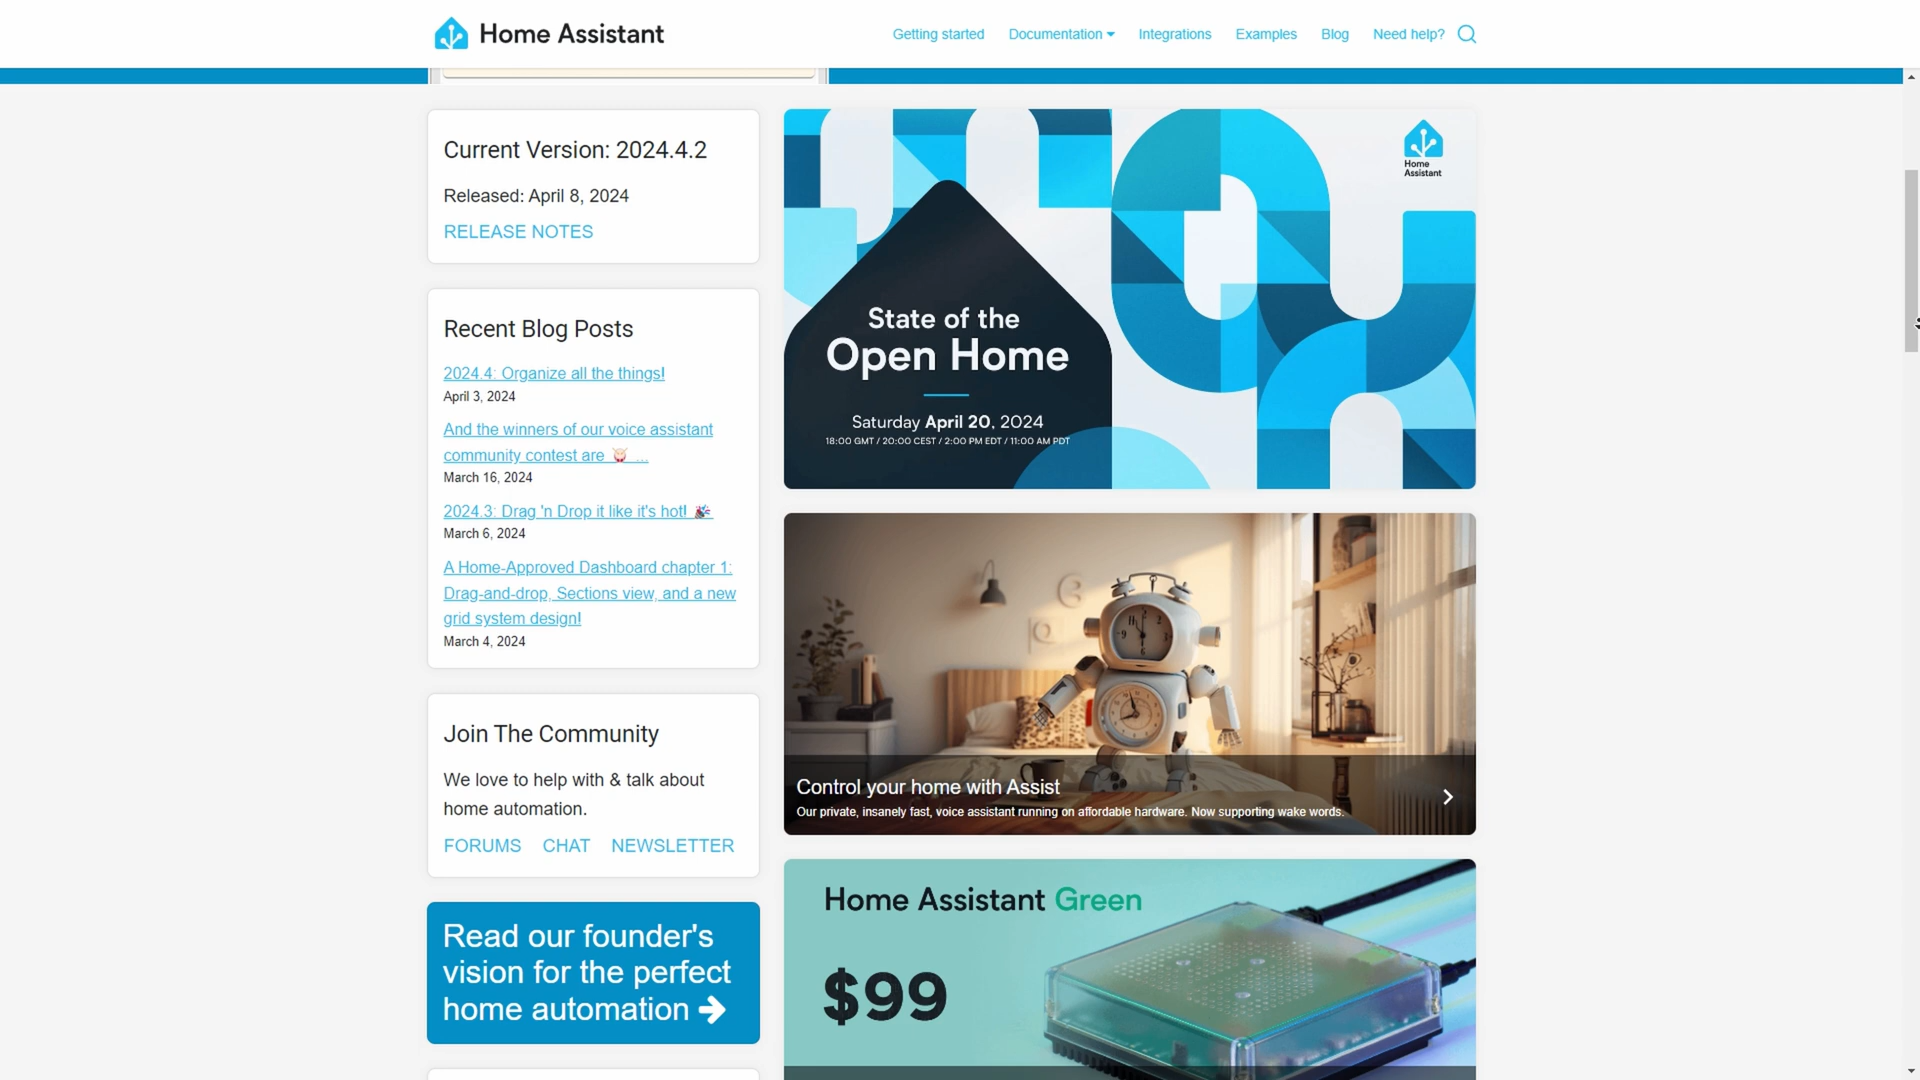 Home Assistant
Getting started
Documentation
Integrations
Examples
Blog
Need help?
Current Version: 2024.4.2
Released: April 8, 2024
RELEASE NOTES
Recent Blog Posts
2024.4: Organize all the things!
April 3, 2024
And the winners of our voice assistant
community contest are 🥁 ...
March 16, 2024
2024.3: Drag 'n Drop it like it's hot! 🎉
March 6, 2024
A Home-Approved Dashboard chapter 1:
Drag-and-drop, Sections view, and a new
grid system design!
March 4, 2024
Join The Community
We love to help with & talk about
home automation.
FORUMS CHAT NEWSLETTER
Read our founder's
vision for the perfect
home automation
Home
Assistant
State of the
Open Home
Saturday April 20, 2024
18:00 GMT / 20:00 CEST / 2:00 PM EDT / 11:00 AM PDT
Control your home with Assist
Our private, insanely fast, voice assistant running on affordable hardware. Now supporting wake words.
Home Assistant Green
$99